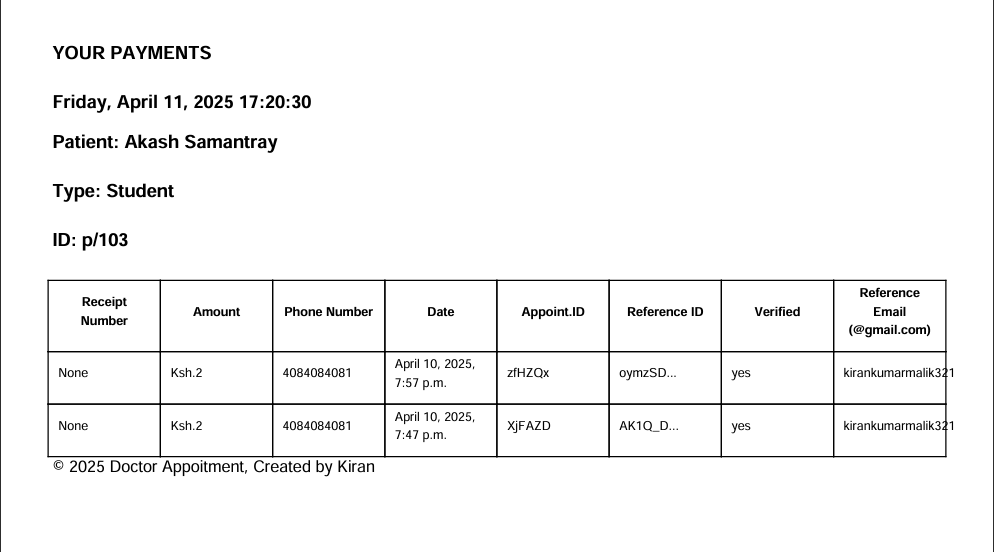 YOUR PAYMENTS
Friday, April 11, 2025 17:20:30
Patient: Akash Samantray
Type: Student
ID: p/103
Receipt Number Amount Phone Number Date Appoint.ID Reference ID Verified Reference Email (@gmail.com)
None Ksh.2 4084084081 April 10, 2025, 7:57 p.m. zfHZQx oymzSD... yes kirankumarmalik321
None Ksh.2 4084084081 April 10, 2025, 7:47 p.m. XjFAZD AK1Q_D... yes kirankumarmalik321
© 2025 Doctor Appoitment, Created by Kiran